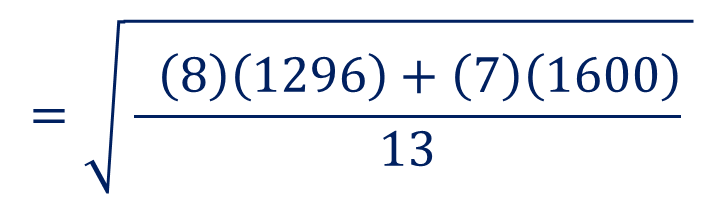 = √ (8)(1296) + (7)(1600)
13